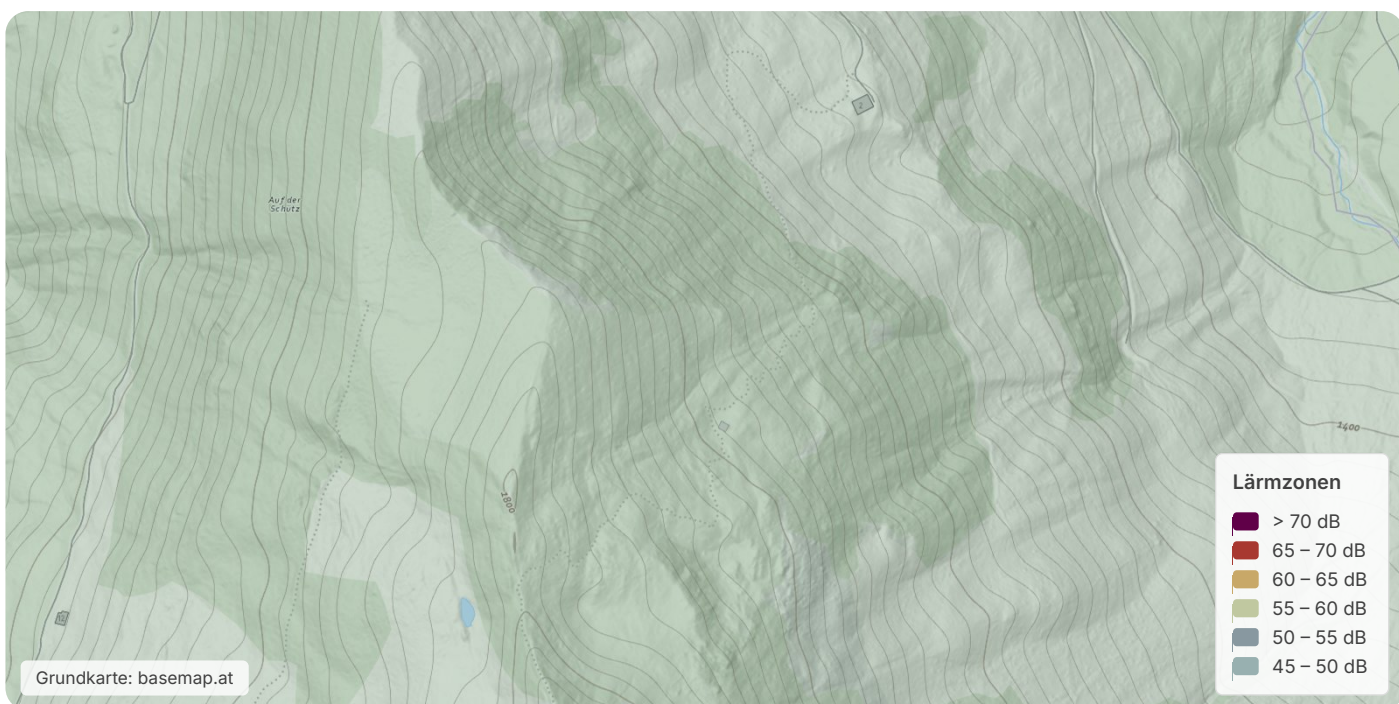 Auf der
Schütz
2
1800
1400
Lärmzonen
> 70 dB
65 – 70 dB
60 – 65 dB
55 – 60 dB
50 – 55 dB
45 – 50 dB
Grundkarte: basemap.at